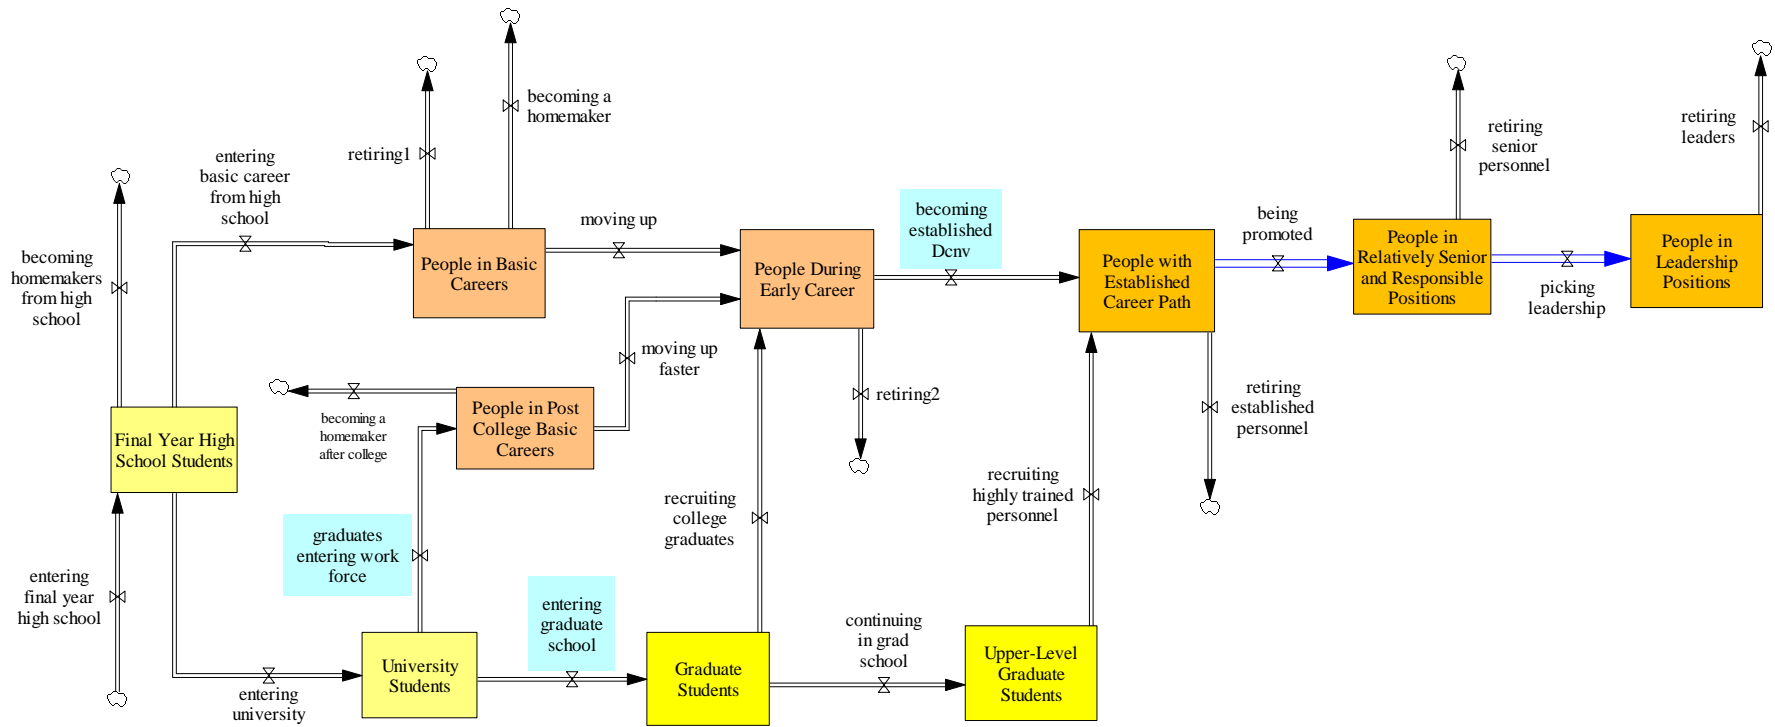 becoming a
homemaker
retiring1
entering
basic career
from high
school
becoming
homemakers
from high
school
moving up
becoming
established
Dcnv
being
promoted
retiring
senior
personnel
retiring
leaders
People in Basic
Careers
People During
Early Career
People with
Established
Career Path
People in
Relatively Senior
and Responsible
Positions
picking
leadership
People in
Leadership
Positions
moving up
faster
becoming a
homemaker
after college
People in Post
College Basic
Careers
retiring2
retiring
established
personnel
Final Year High
School Students
graduates
entering work
force
recruiting
college
graduates
recruiting
highly trained
personnel
entering
final year
high school
entering
graduate
school
continuing
in grad
school
entering
university
University
Students
Graduate
Students
Upper-Level
Graduate
Students